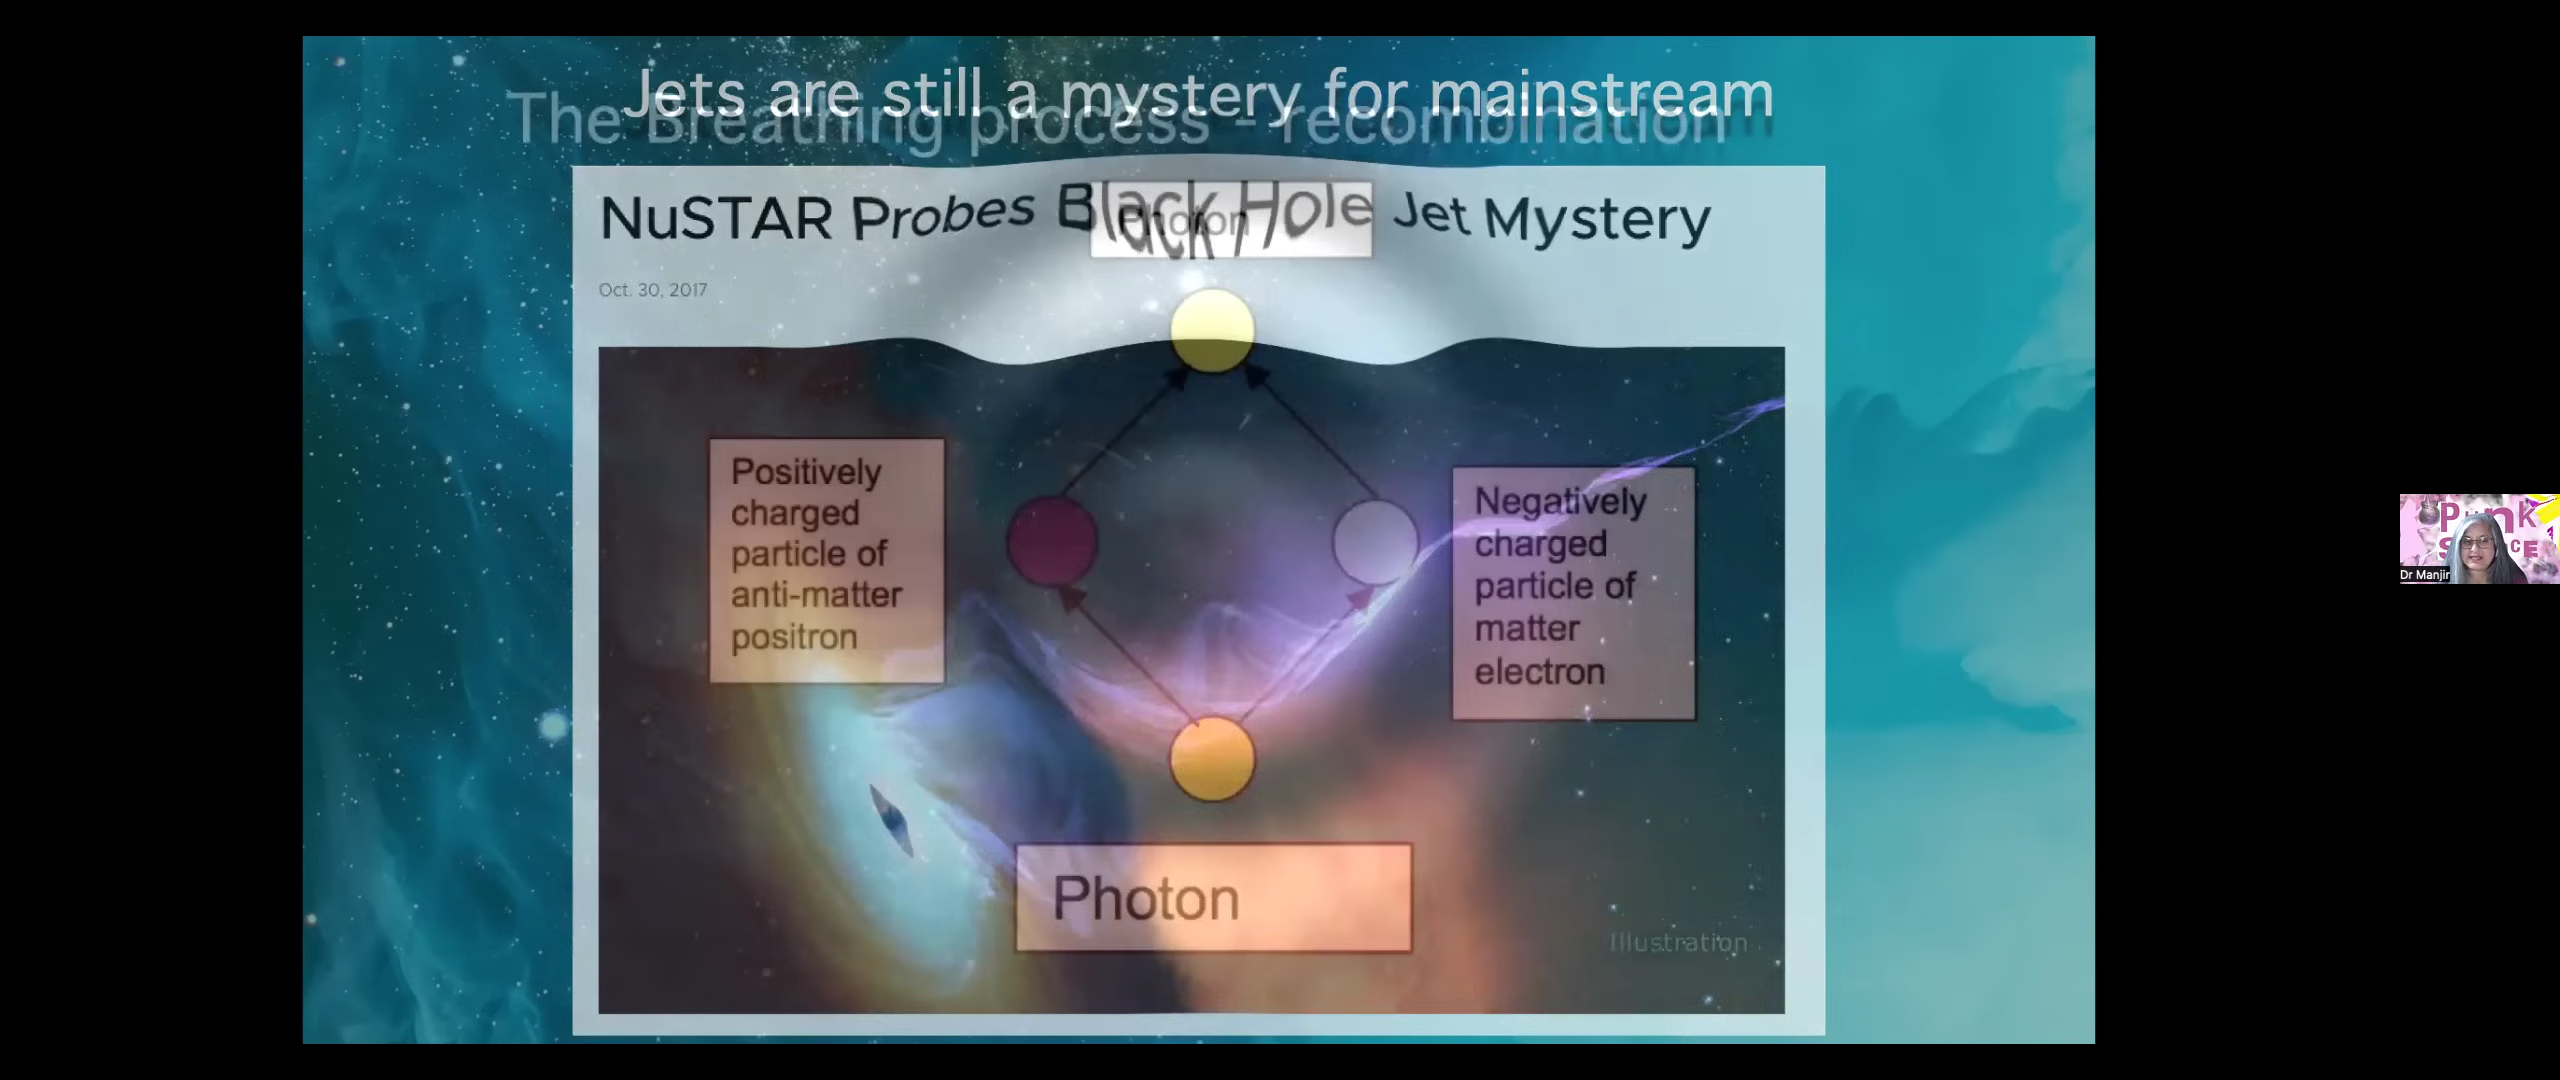 Jets are still a mystery for mainstream
The Breathing process - recombination
NuSTAR Probes Black Hole Jet Mystery
Photon
Oct. 30, 2017
Positively
charged
particle of
anti-matter
positron
Negatively
charged
particle of
matter
electron
Photon
Illustration
Punk
Dr Manjir